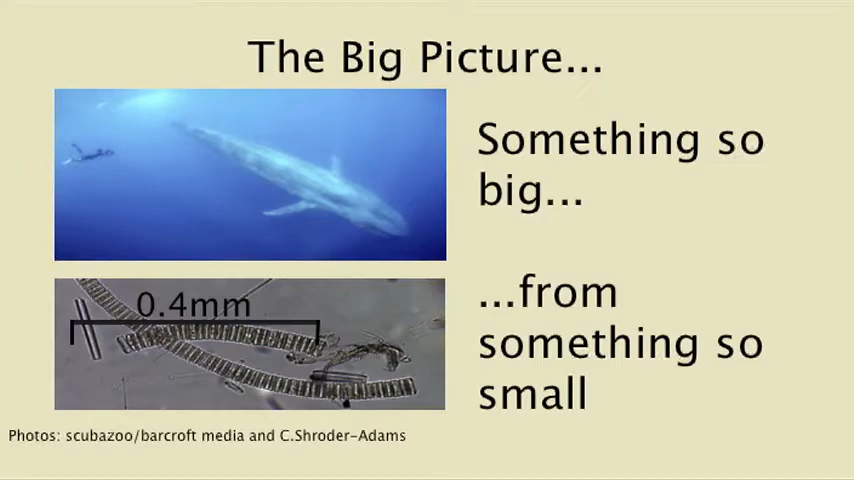 The Big Picture...
Something so
big...
0.4mm
...from
something so
small
Photos: scubazoo/barcroft media and C.Shroder-Adams